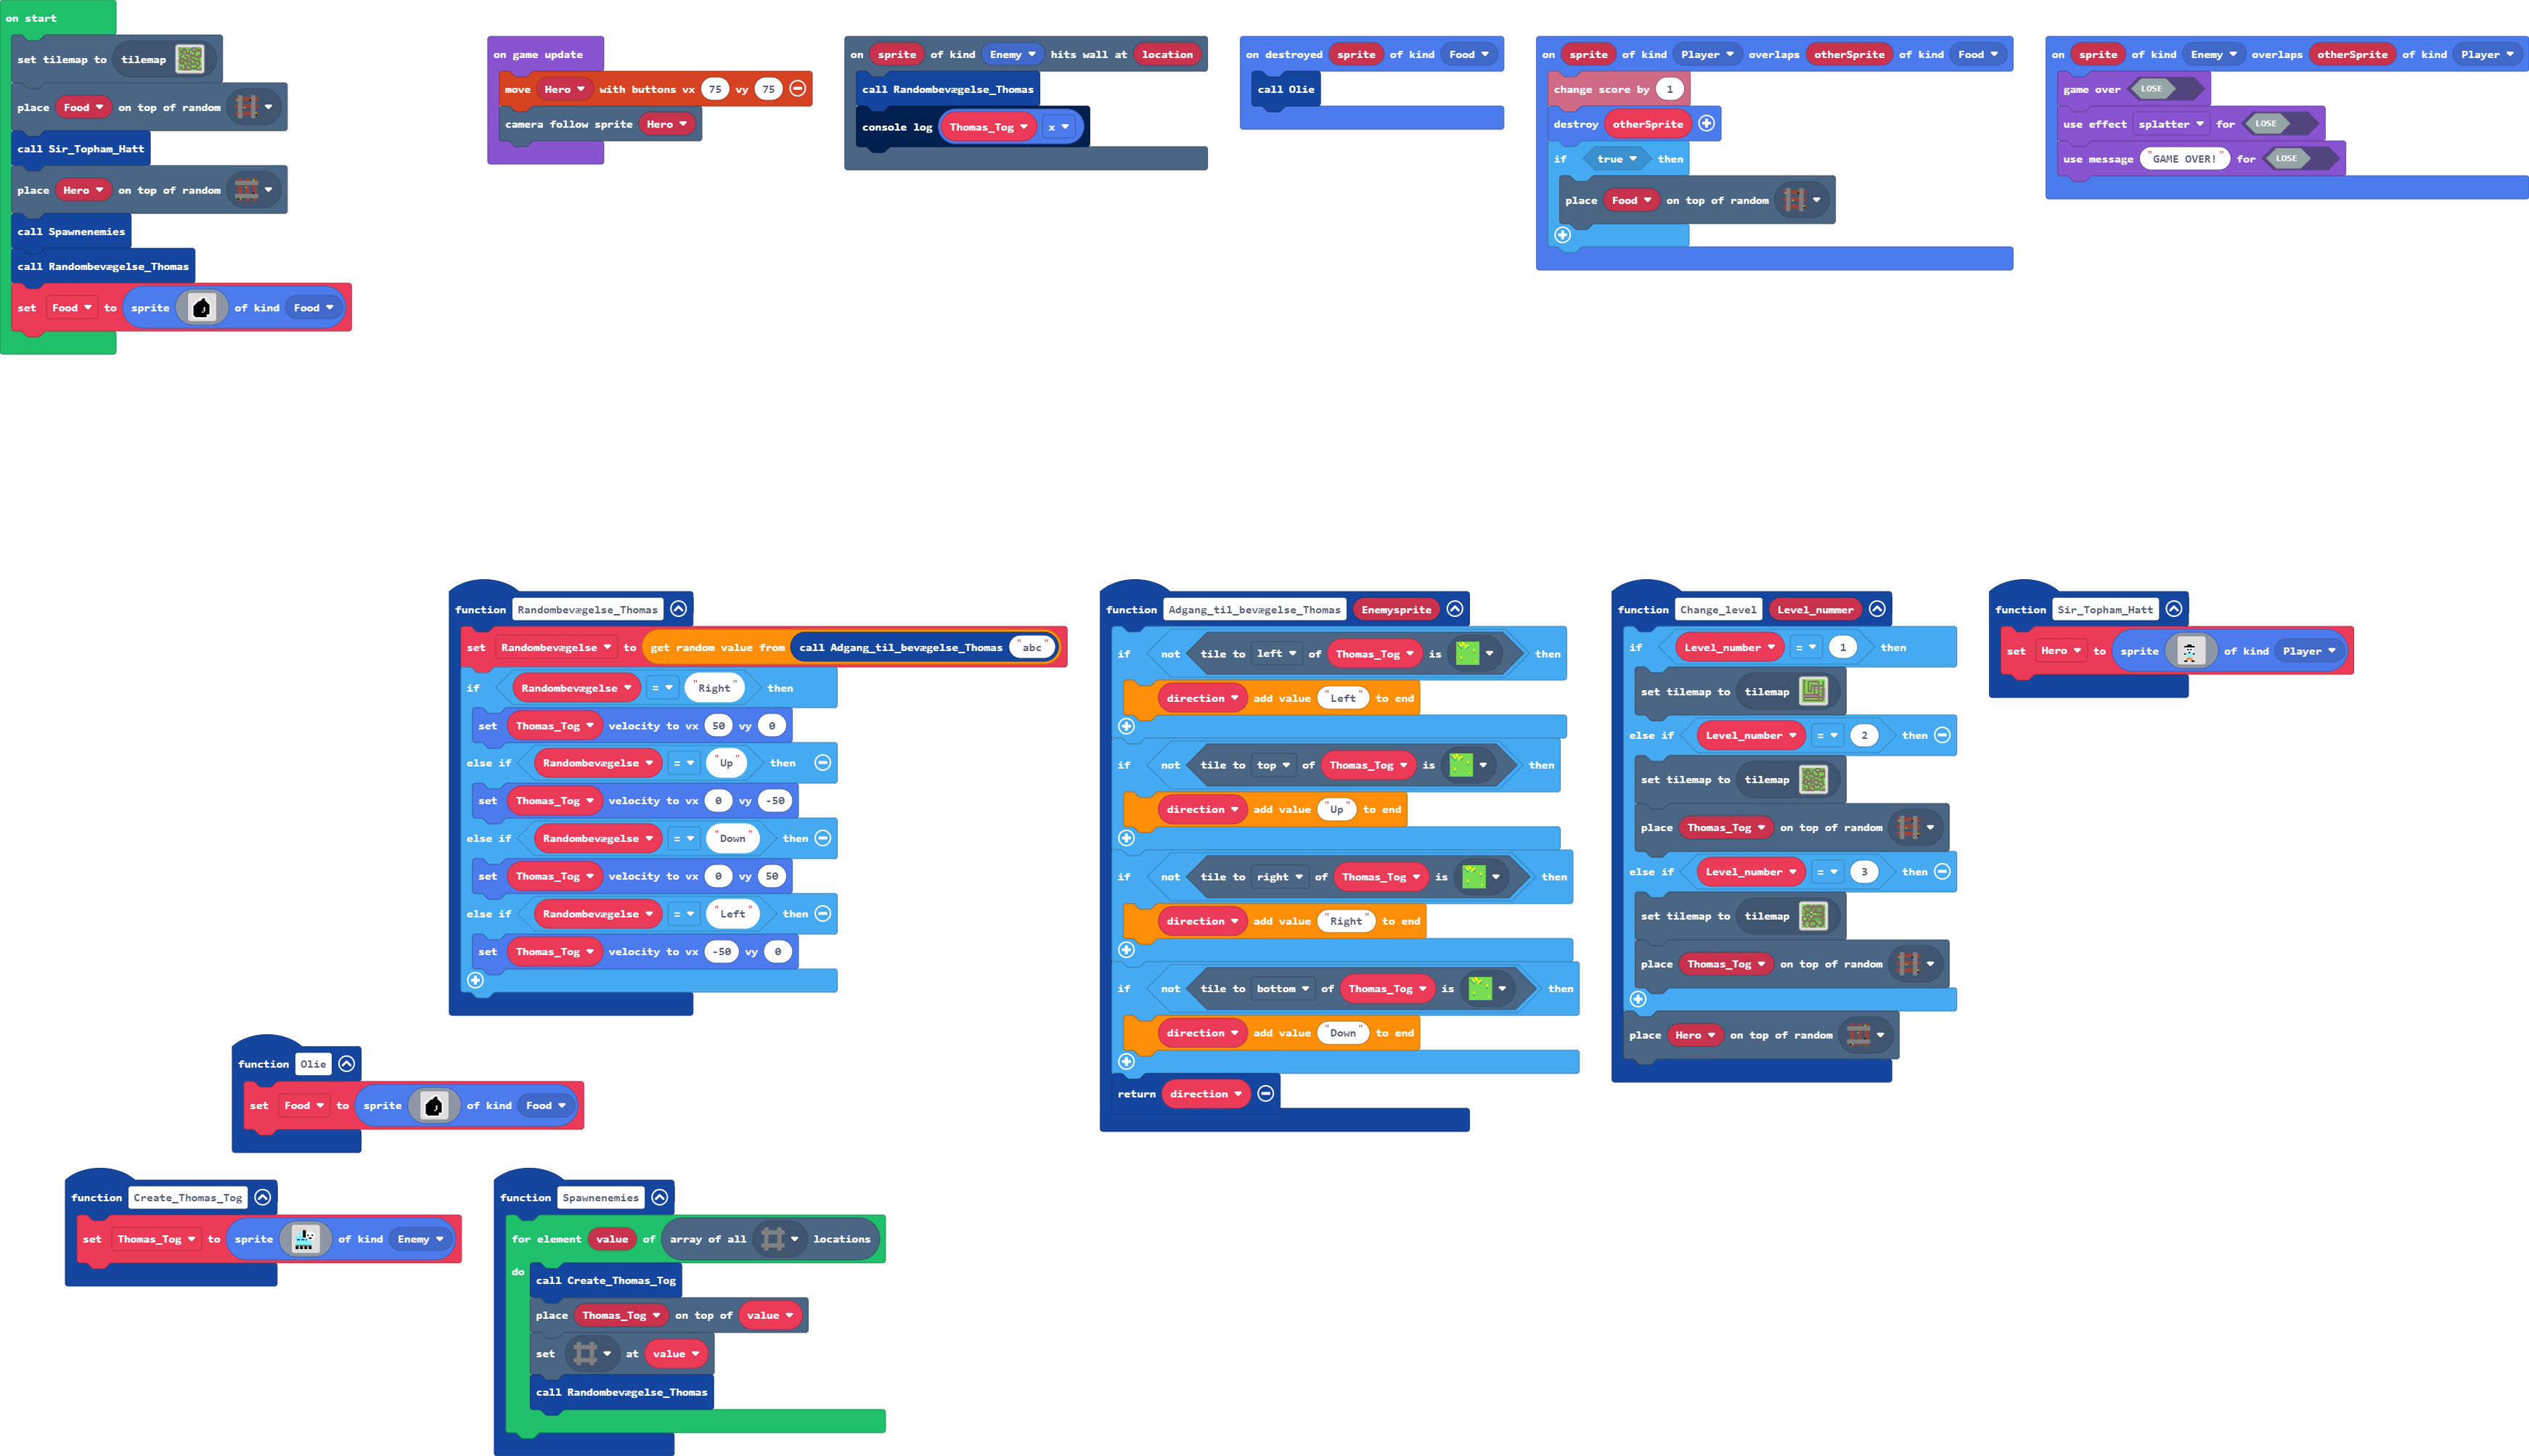 on start
set tilemap to tilemap
place Food on top of random
call Sir_Topham_Hatt
place Hero on top of random
call Spawnenemies
call Randombevægelse_Thomas
set Food to sprite of kind Food
on game update
move Hero with buttons vx 75 vy 75
camera follow sprite Hero
on sprite of kind Enemy hits wall at location
call Randombevægelse_Thomas
console log Thomas_Tog x
on destroyed sprite of kind Food
call Olie
on sprite of kind Player overlaps otherSprite of kind Food
change score by 1
destroy otherSprite
if true then
place Food on top of random
on sprite of kind Enemy overlaps otherSprite of kind Player
game over LOSE
use effect splatter for LOSE
use message "GAME OVER!" for LOSE
function Randombevægelse_Thomas
set Randombevægelse to get random value from call Adgang_til_bevægelse_Thomas "abc"
if Randombevægelse = "Right" then
set Thomas_Tog velocity to vx 50 vy 0
else if Randombevægelse = "Up" then
set Thomas_Tog velocity to vx 0 vy -50
else if Randombevægelse = "Down" then
set Thomas_Tog velocity to vx 0 vy 50
else if Randombevægelse = "Left" then
set Thomas_Tog velocity to vx -50 vy 0
function Adgang_til_bevægelse_Thomas Enemysprite
if not tile to left of Thomas_Tog is then
direction add value "Left" to end
if not tile to top of Thomas_Tog is then
direction add value "Up" to end
if not tile to right of Thomas_Tog is then
direction add value "Right" to end
if not tile to bottom of Thomas_Tog is then
direction add value "Down" to end
return direction
function Change_level Level_nummer
if Level_number = 1 then
set tilemap to tilemap
else if Level_number = 2 then
set tilemap to tilemap
place Thomas_Tog on top of random
else if Level_number = 3 then
set tilemap to tilemap
place Thomas_Tog on top of random
place Hero on top of random
function Sir_Topham_Hatt
set Hero to sprite of kind Player
function Olie
set Food to sprite of kind Food
function Create_Thomas_Tog
set Thomas_Tog to sprite of kind Enemy
function Spawnenemies
for element value of array of all locations
do
call Create_Thomas_Tog
place Thomas_Tog on top of value
set at value
call Randombevægelse_Thomas